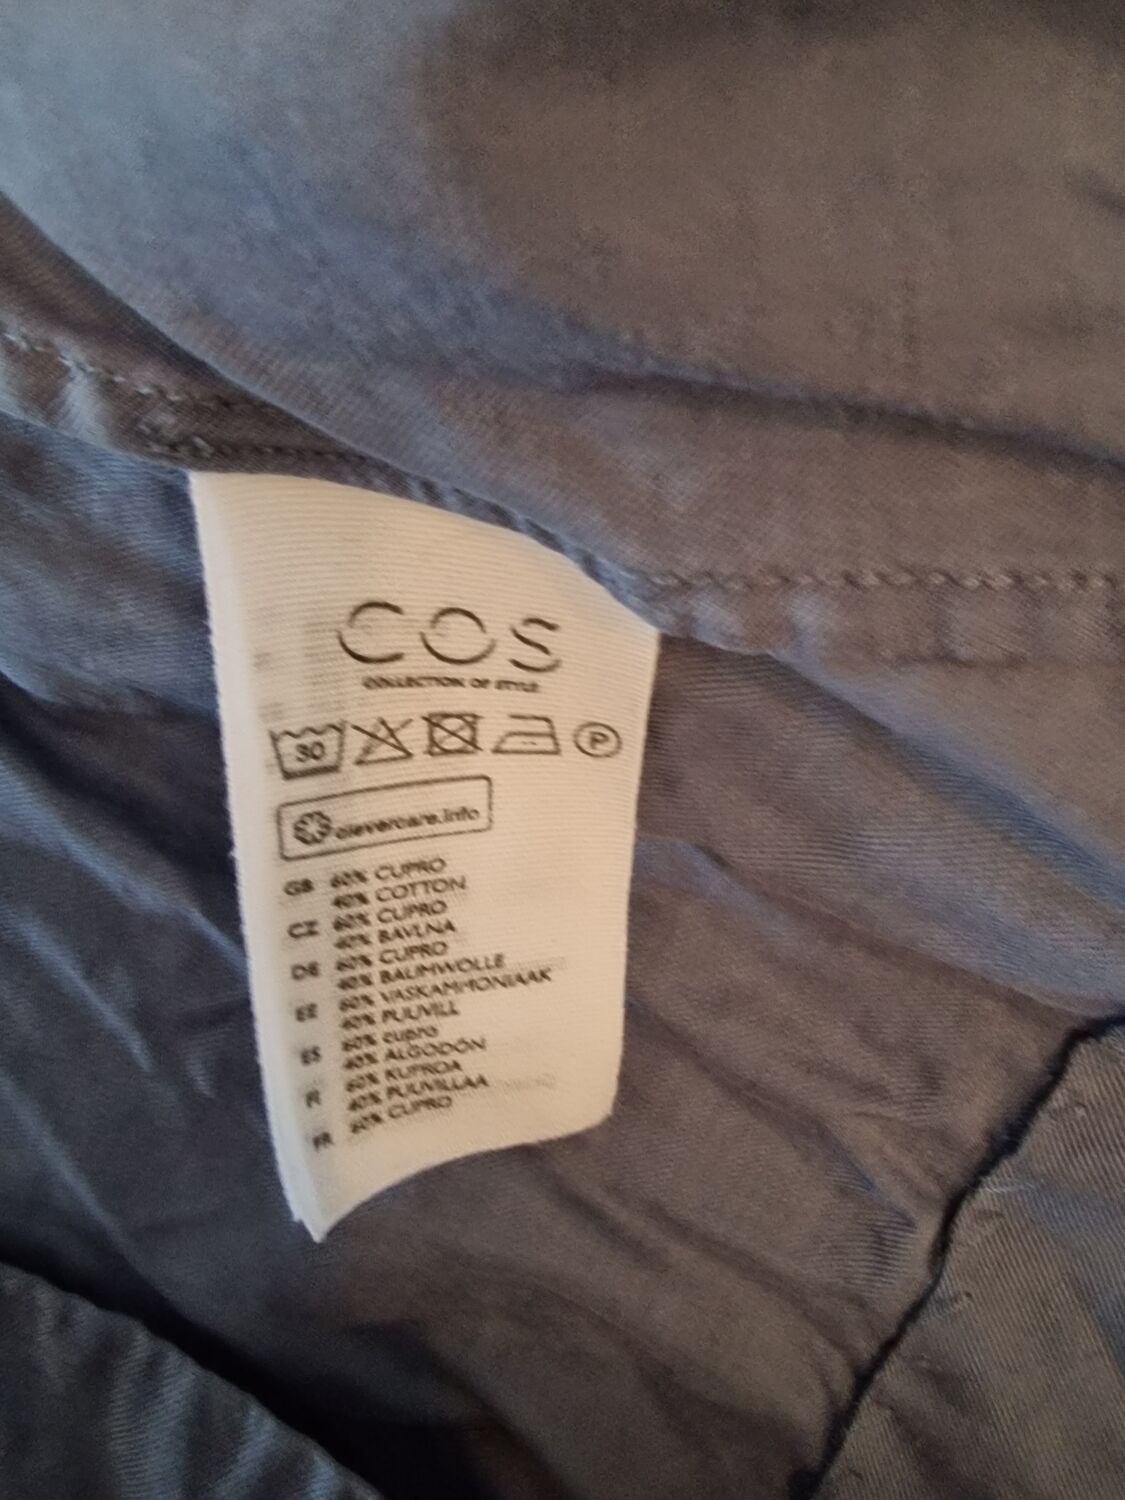 COS
COLLECTION OF STYLE
30 P
clevercare.info
GB 60% CUPRO
40% COTTON
CZ 60% CUPRO
40% BAVLNA
DE 60% CUPRO
40% BAUMWOLLE
EE 60% VASKAMMONIAAK
40% PUUVILL
ES 60% cupro
40% ALGODÓN
FI 60% KUPROA
40% PUUVILLAA
FR 60% CUPRO